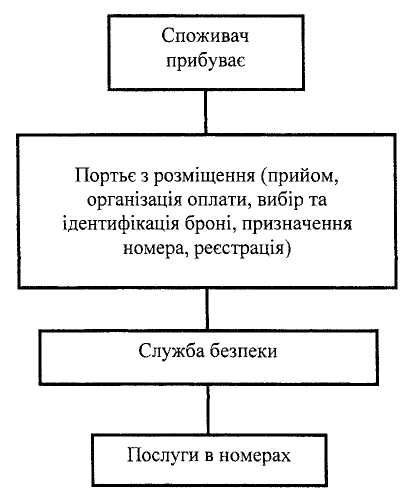 Споживач
прибуває
Портьє з розміщення (прийом,
організація оплати, вибір та
ідентифікація броні, призначення
номера, реєстрація)
Служба безпеки
Послуги в номерах